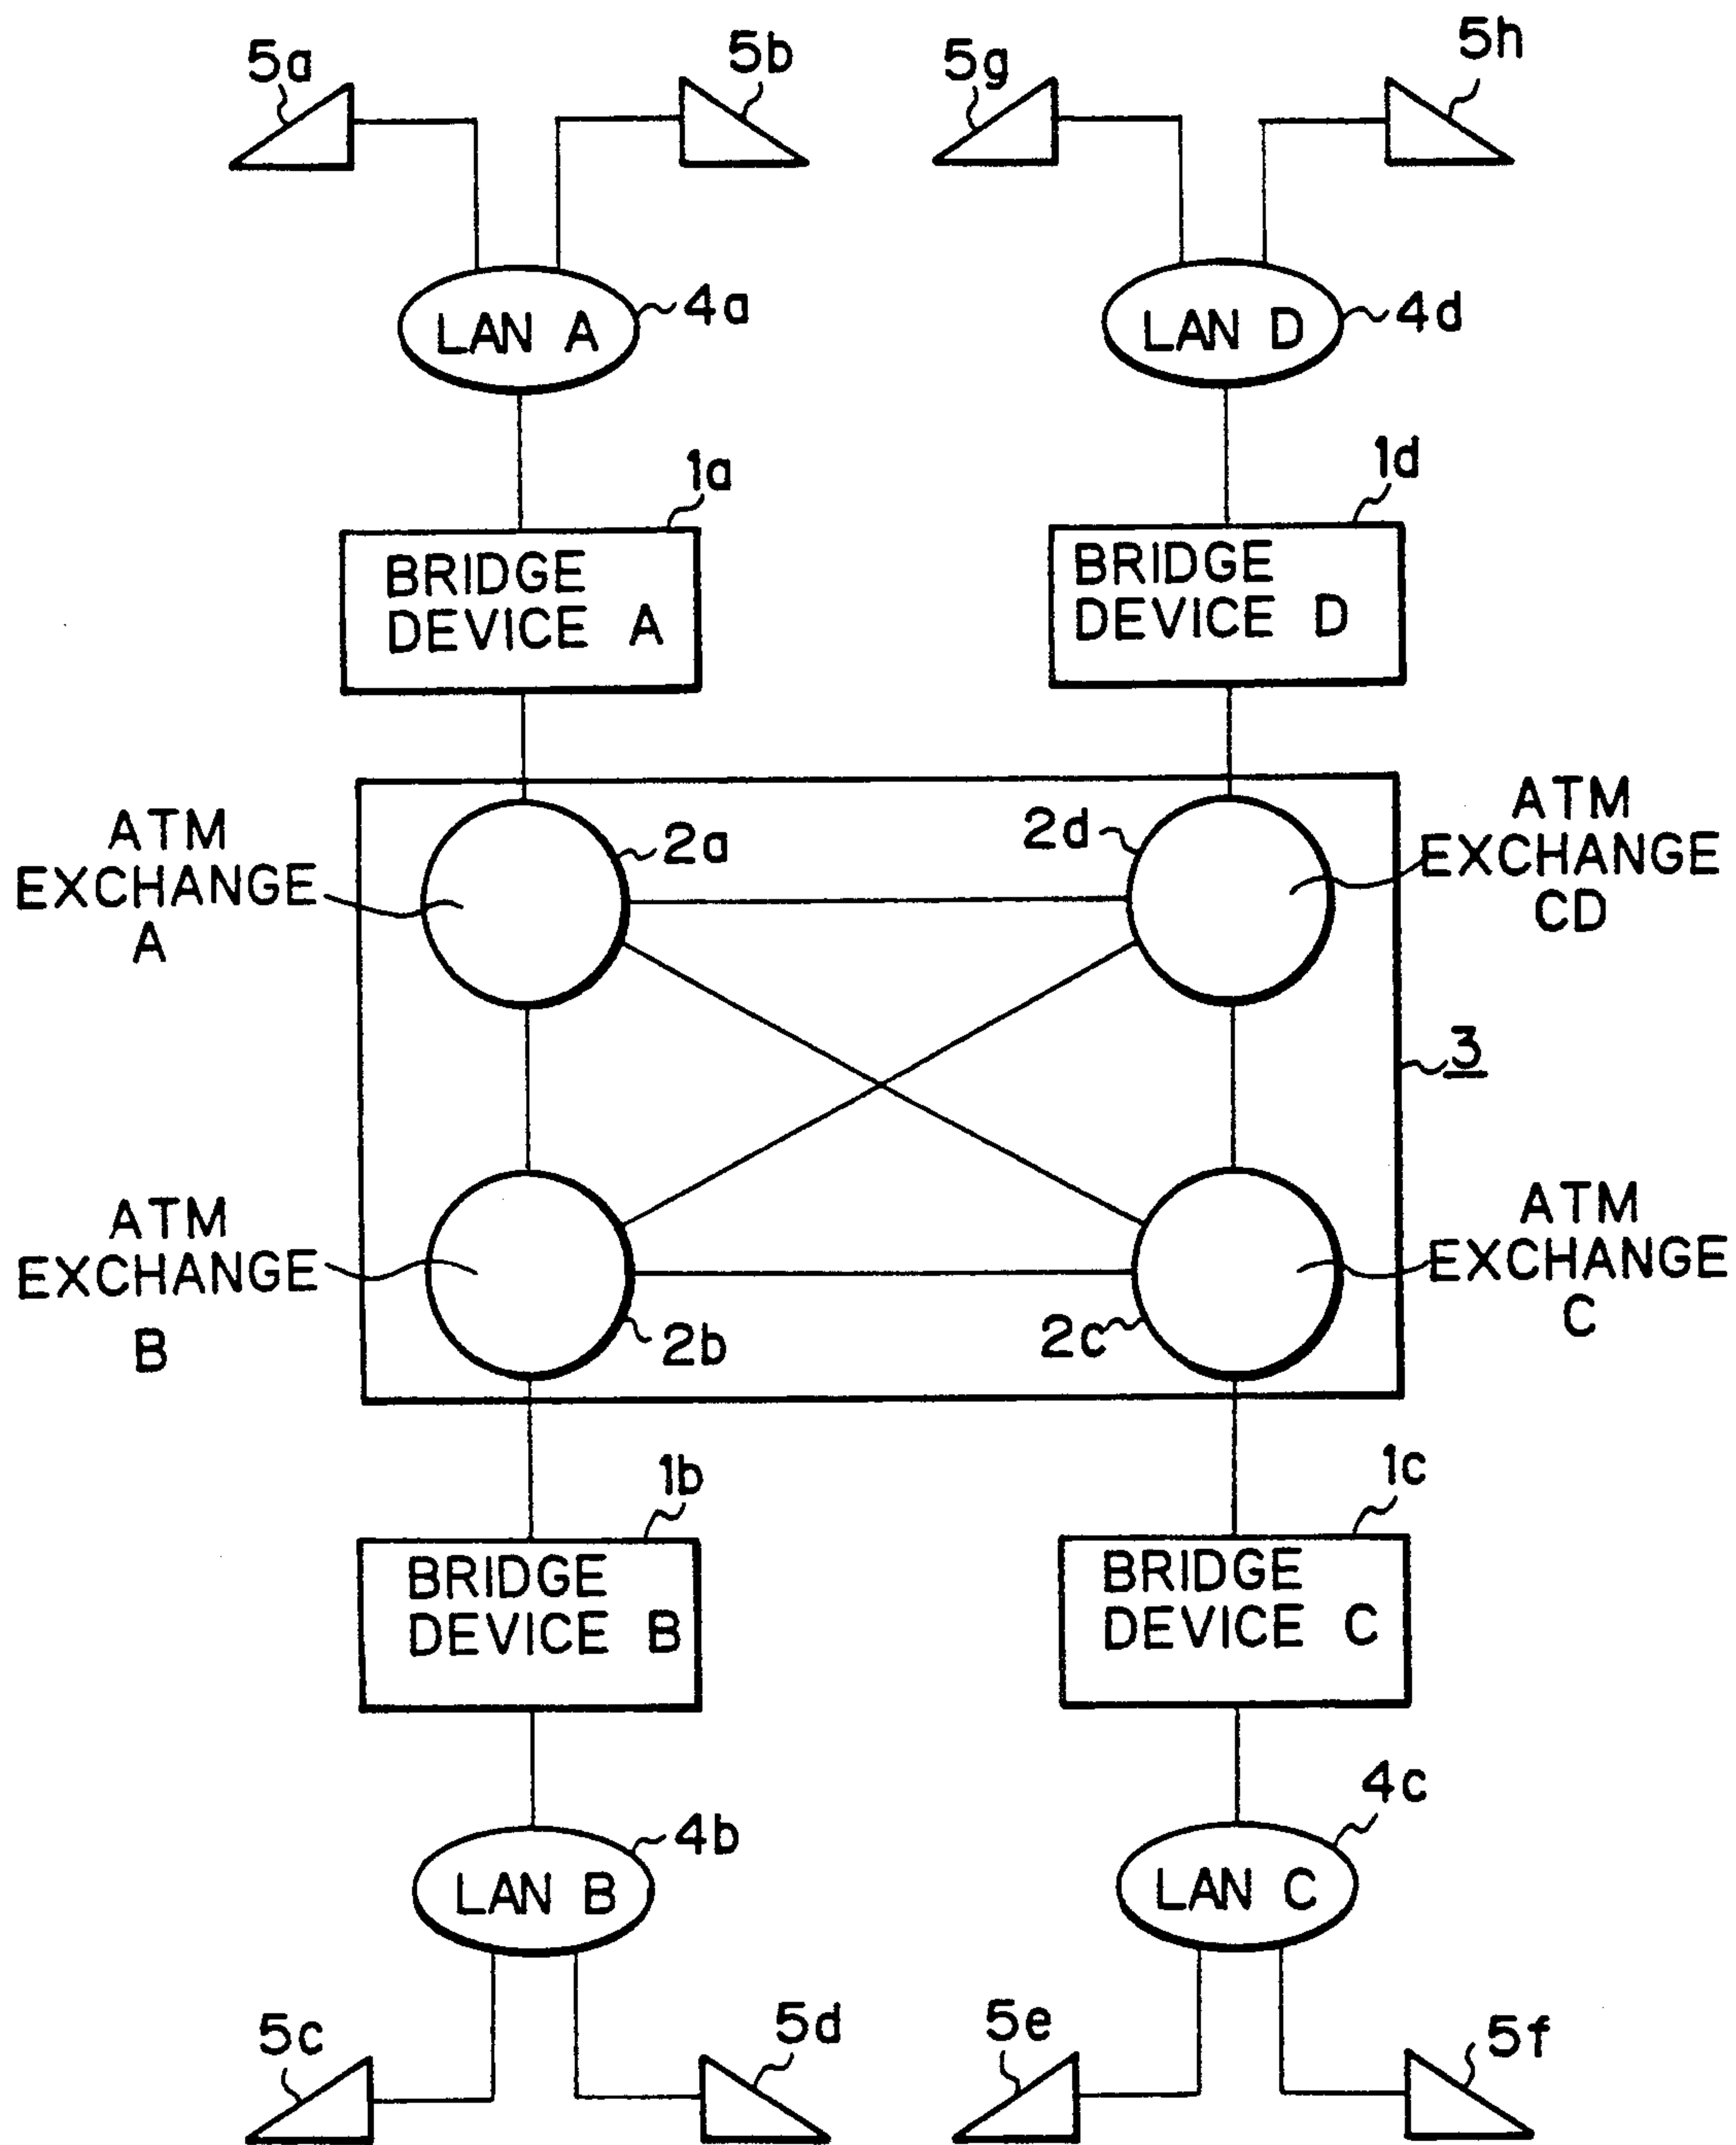 5a
5b
5g
5h
LAN A
4a
LAN D
4d
1a
1d
BRIDGE
DEVICE A
BRIDGE
DEVICE D
ATM
EXCHANGE
A
2a
2d
ATM
EXCHANGE
CD
3
ATM
EXCHANGE
B
2b
2c
ATM
EXCHANGE
C
1b
1c
BRIDGE
DEVICE B
BRIDGE
DEVICE C
4b
4c
LAN B
LAN C
5c
5d
5e
5f